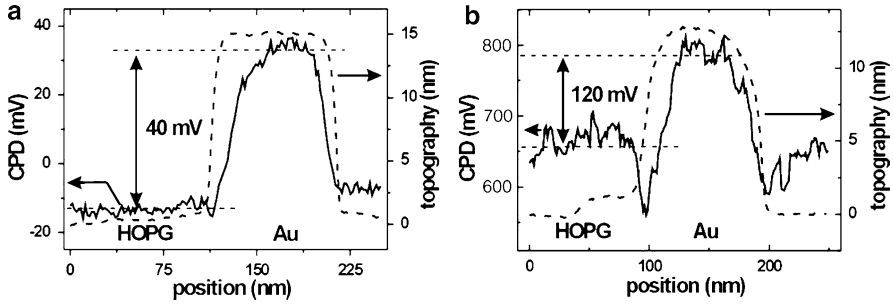 a
40
20
0
-20
CPD (mV)
40 mV
HOPG
Au
0
75
150
225
position (nm)
15
10
5
0
topography (nm)
b
800
750
700
650
600
CPD (mV)
120 mV
HOPG
Au
0
100
200
position (nm)
10
5
0
topography (nm)